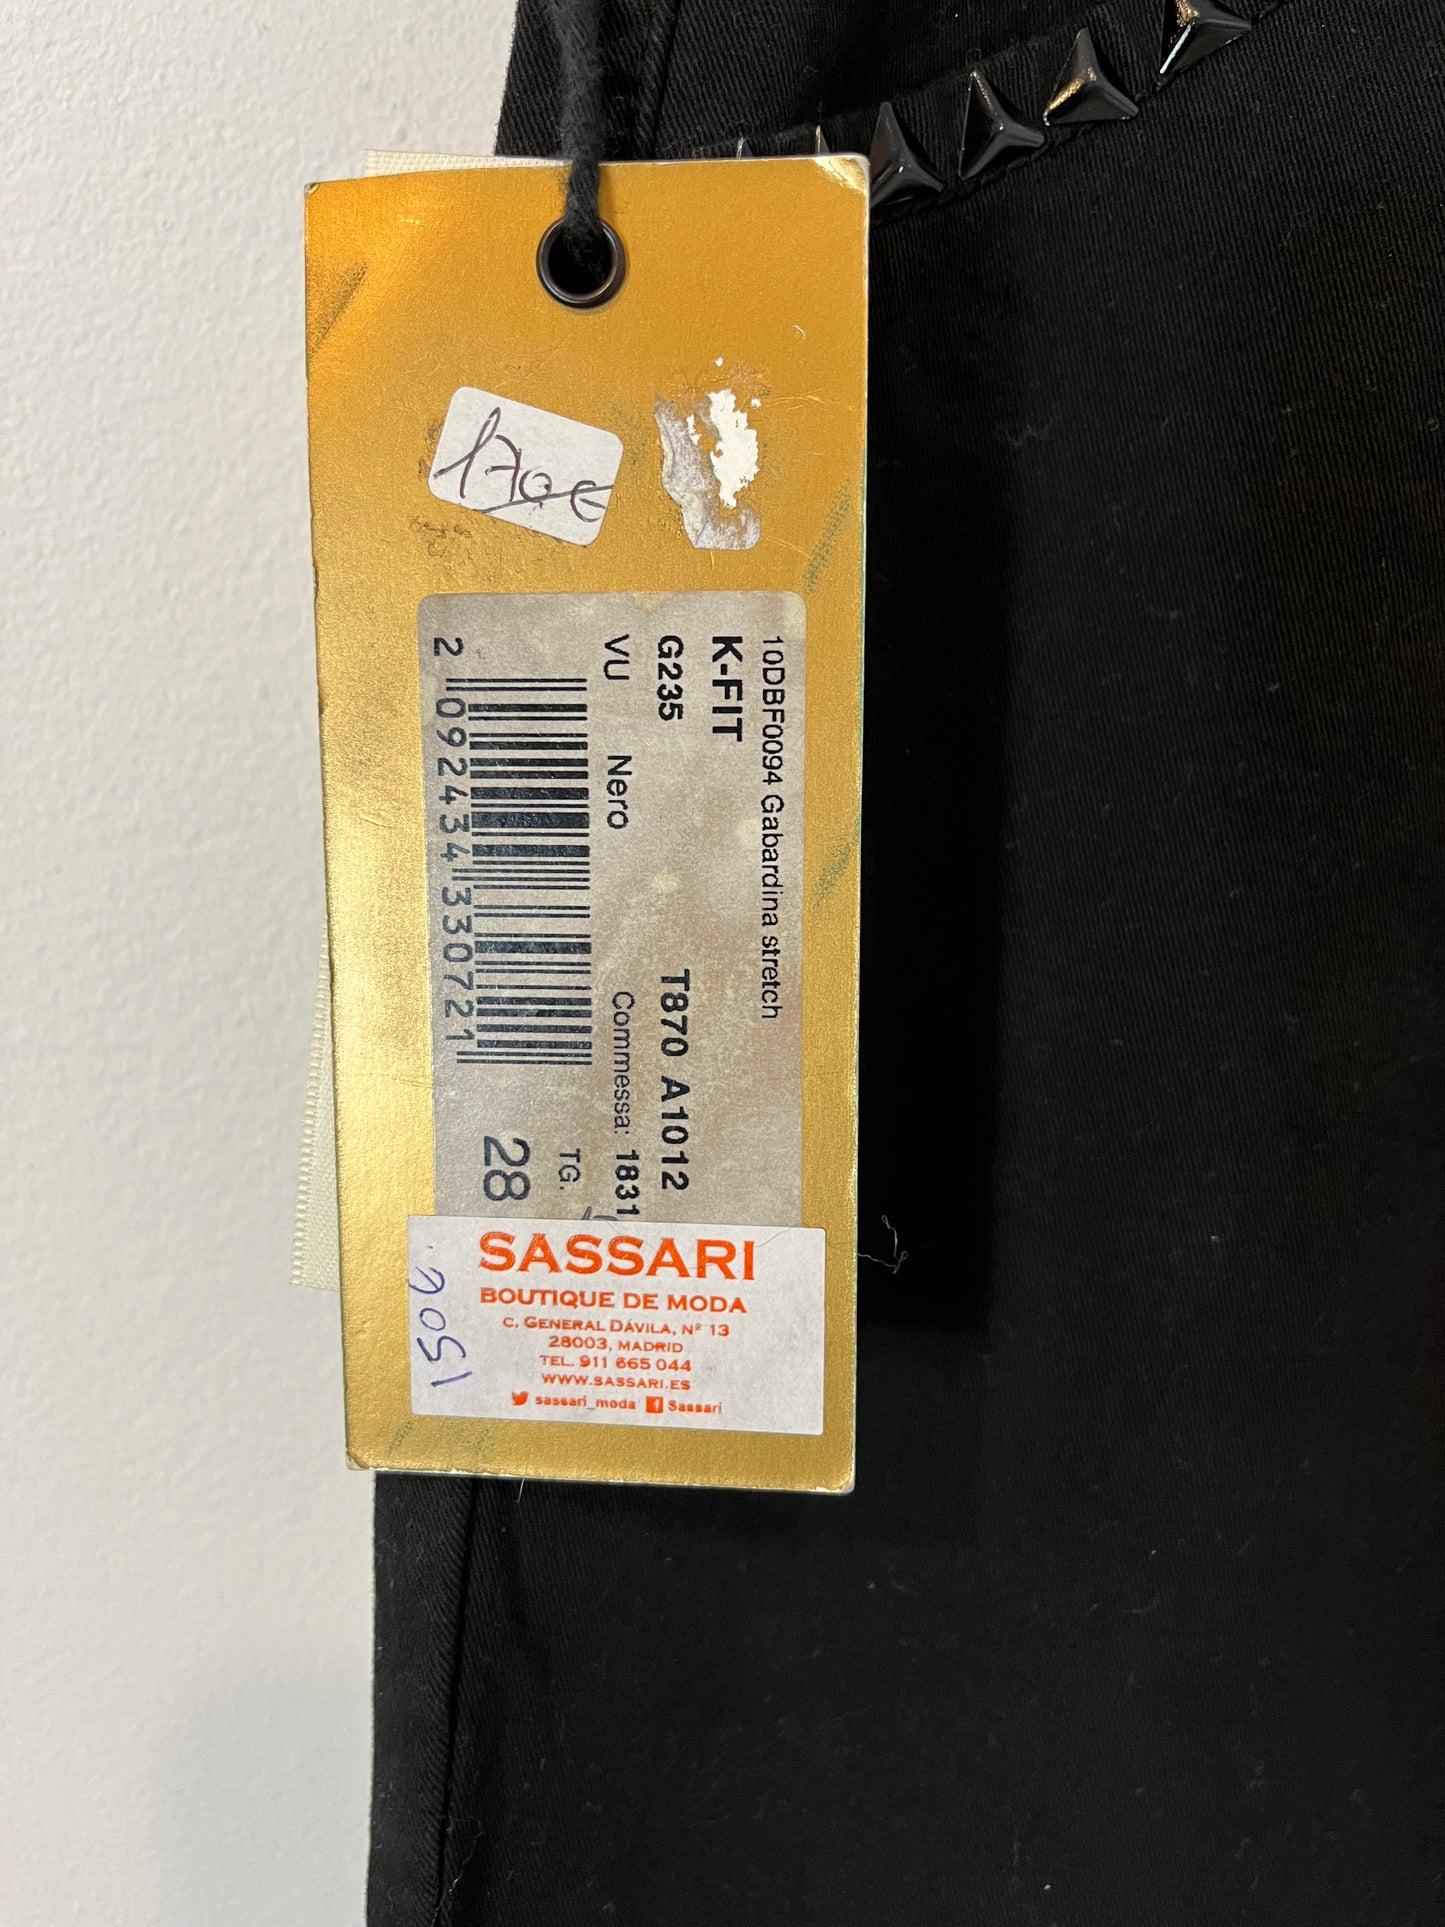 170€
10DBF0094 Gabardina stretch
K-FIT
G235 T870 A1012
VU Nero Commessa: 1831
TG.
28
2 092434 330721
SASSARI
BOUTIQUE DE MODA
C. GENERAL DÁVILA, Nº 13
28003, MADRID
TEL. 911 665 044
WWW.SASSARI.ES
sassari_moda f Sassari
150€.